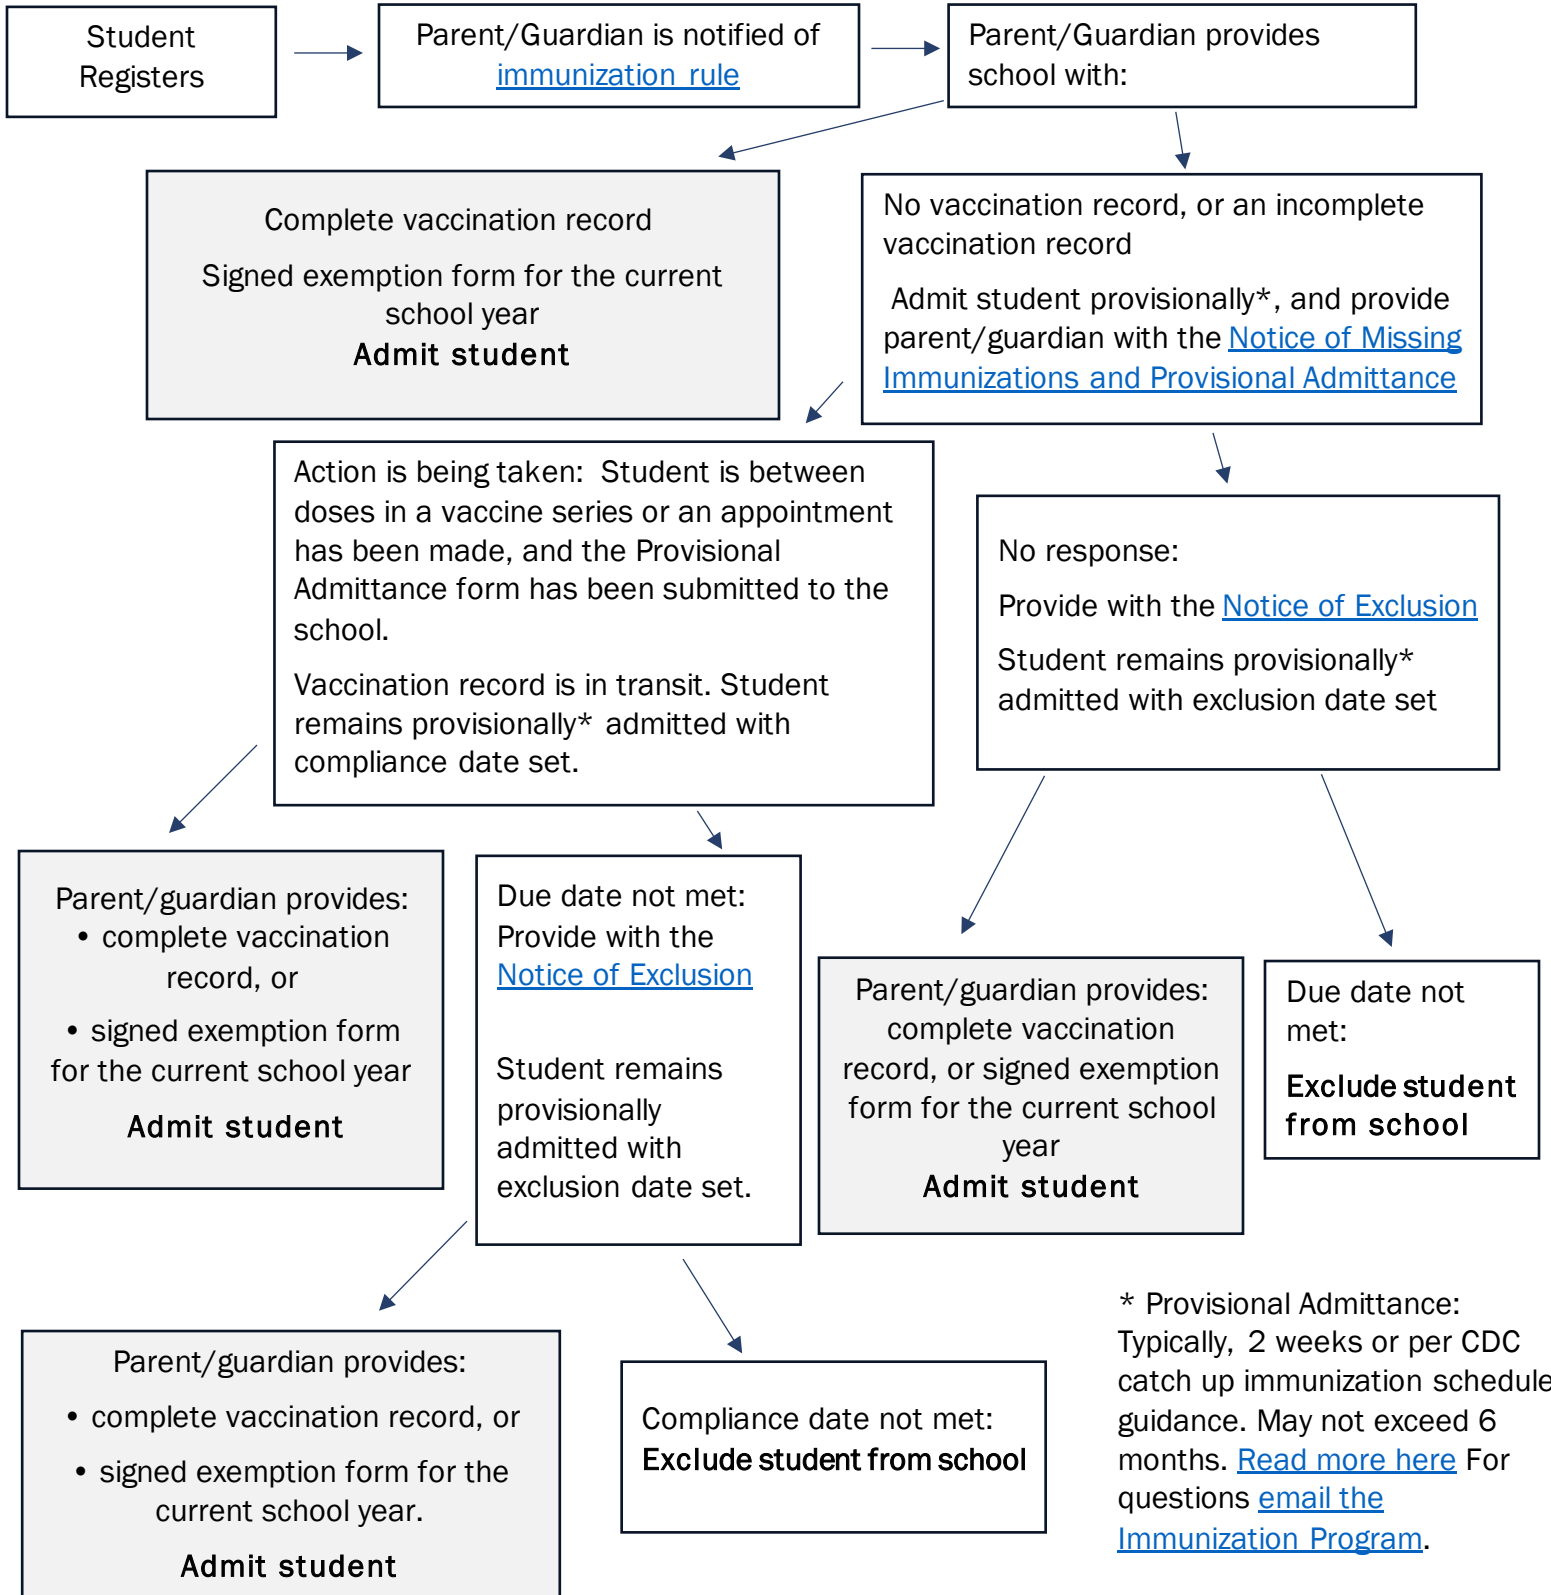 Student
Registers
Parent/Guardian is notified of
immunization rule
Parent/Guardian provides
school with:
Complete vaccination record
Signed exemption form for the current
school year
Admit student
No vaccination record, or an incomplete
vaccination record
Admit student provisionally*, and provide
parent/guardian with the Notice of Missing
Immunizations and Provisional Admittance
Action is being taken: Student is between
doses in a vaccine series or an appointment
has been made, and the Provisional
Admittance form has been submitted to the
school.
Vaccination record is in transit. Student
remains provisionally* admitted with
compliance date set.
No response:
Provide with the Notice of Exclusion
Student remains provisionally*
admitted with exclusion date set
Parent/guardian provides:
• complete vaccination
record, or
• signed exemption form
for the current school year
Admit student
Due date not met:
Provide with the
Notice of Exclusion
Student remains
provisionally
admitted with
exclusion date set.
Parent/guardian provides:
complete vaccination
record, or signed exemption
form for the current school
year
Admit student
Due date not
met:
Exclude student
from school
Parent/guardian provides:
• complete vaccination record, or
• signed exemption form for the
current school year.
Admit student
Compliance date not met:
Exclude student from school
* Provisional Admittance:
Typically, 2 weeks or per CDC
catch up immunization schedule
guidance. May not exceed 6
months. Read more here For
questions email the
Immunization Program.